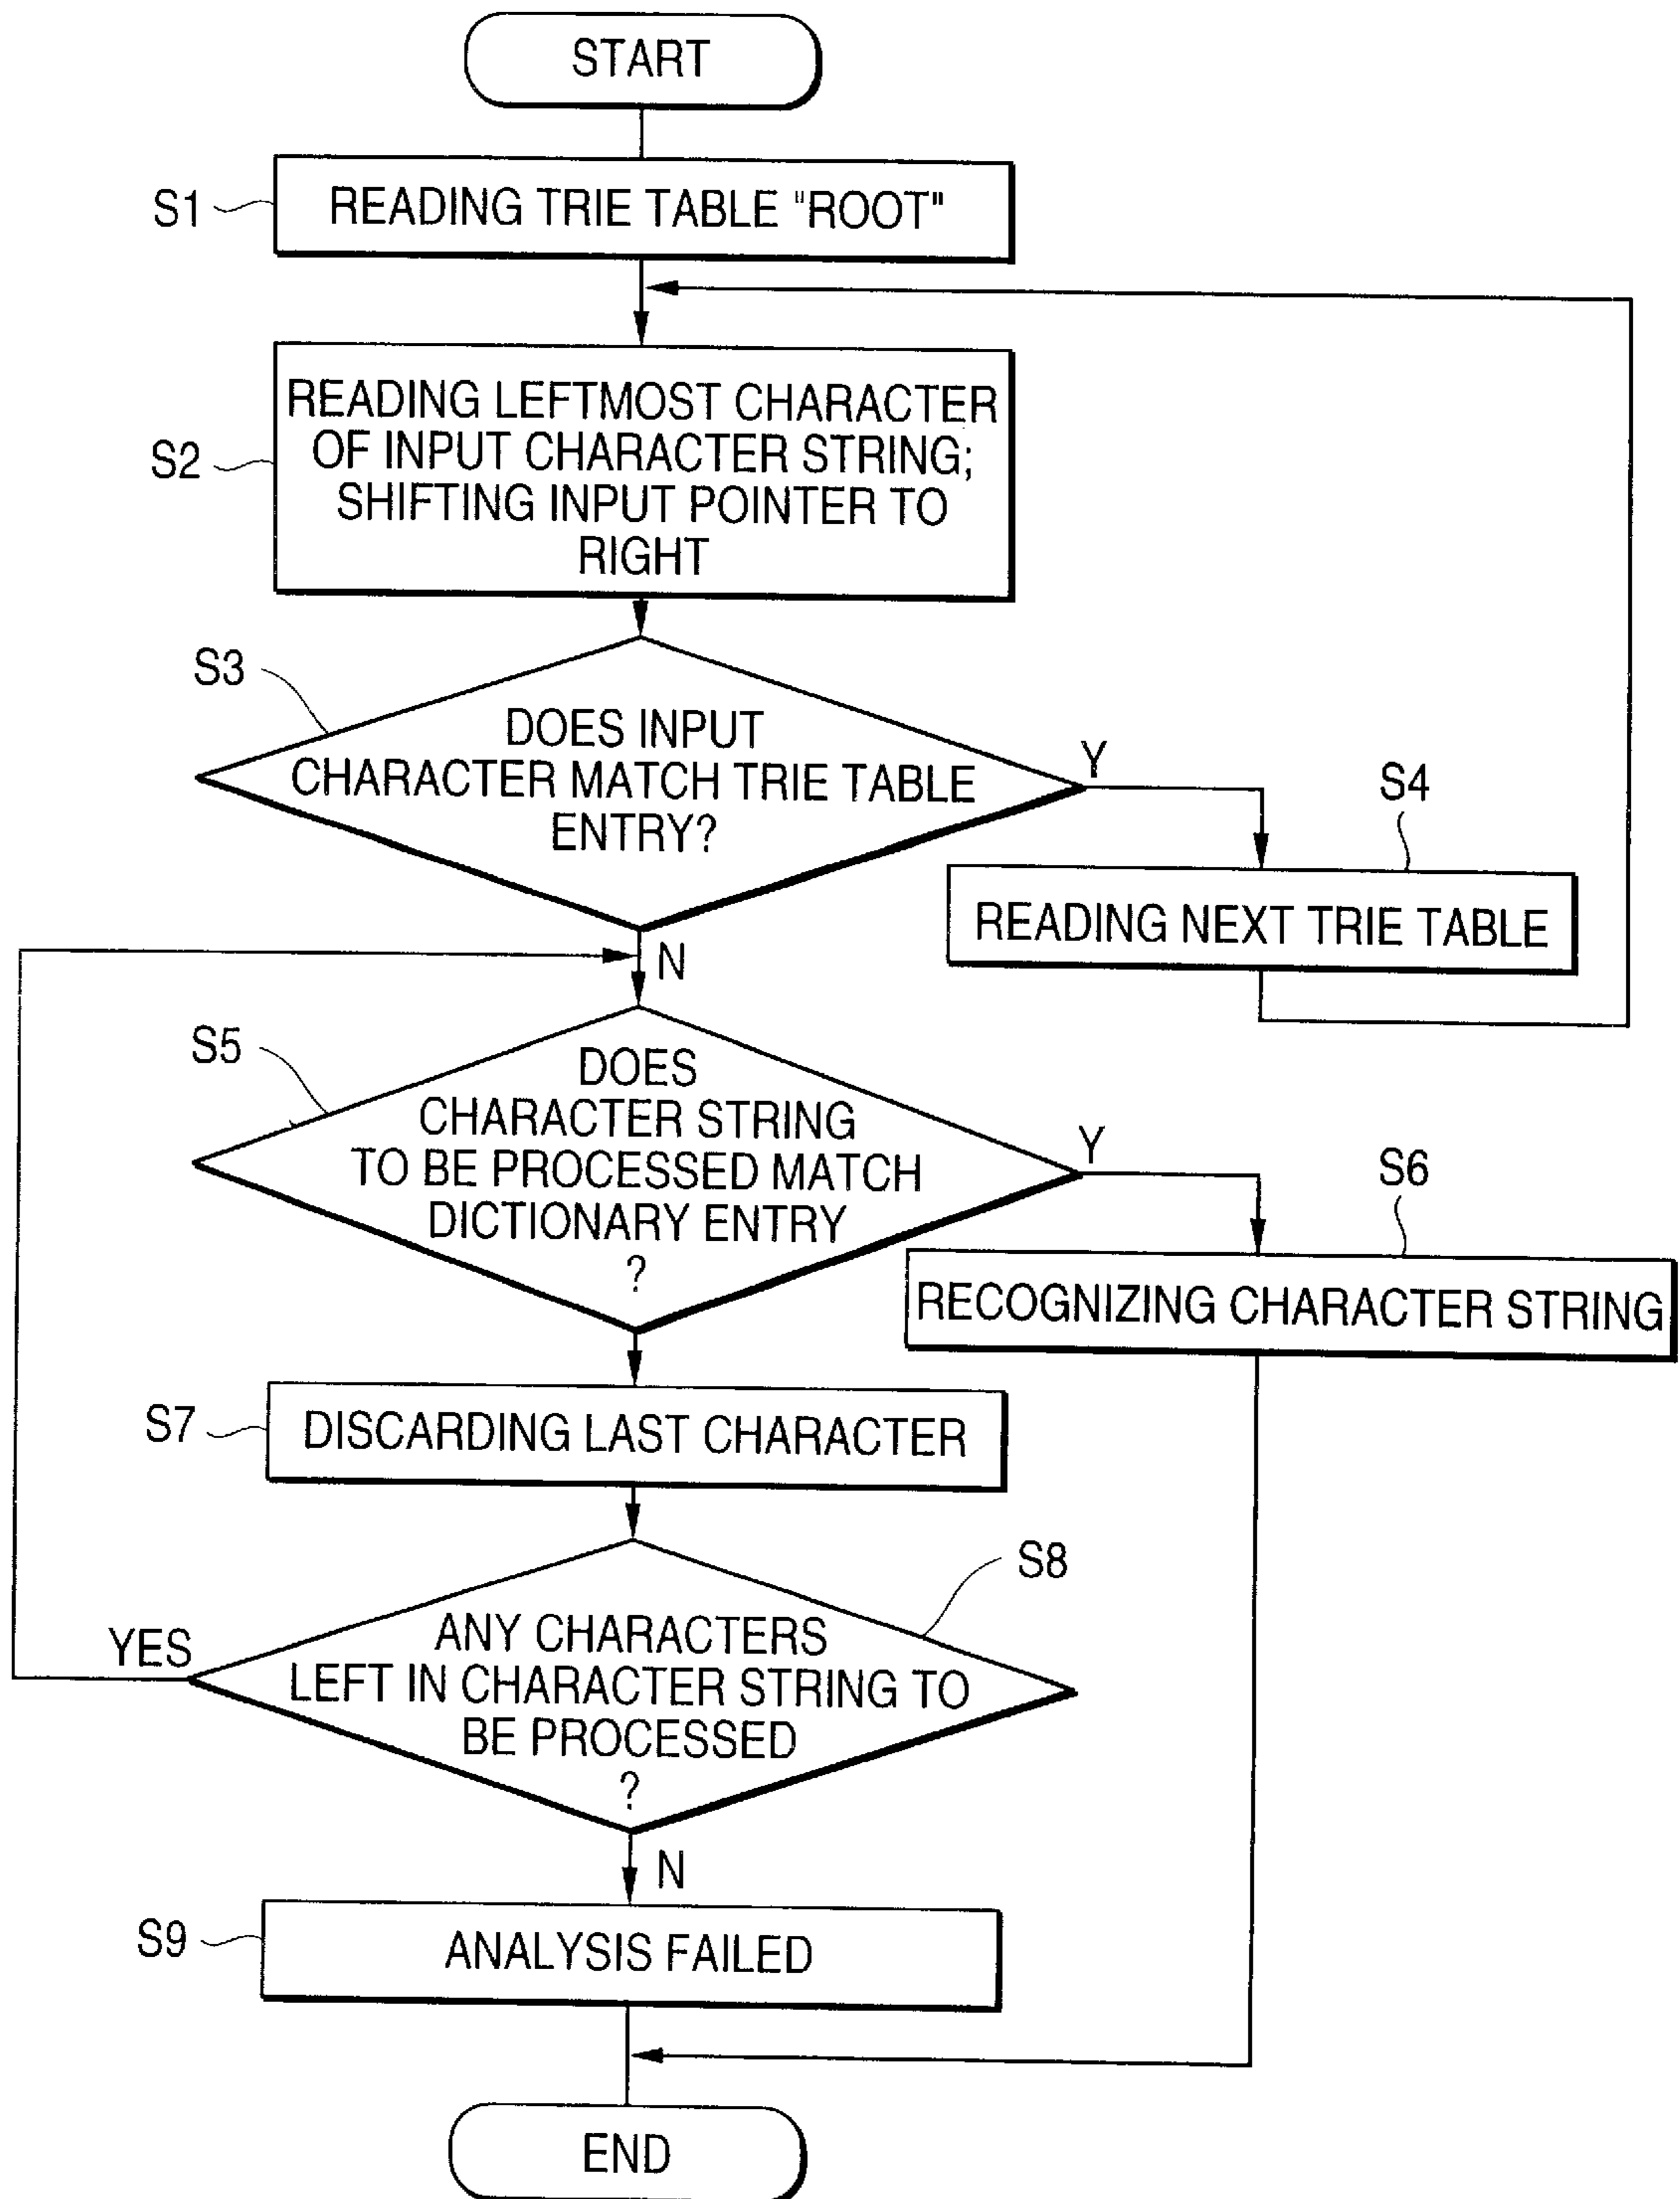 START
S1
READING TRIE TABLE "ROOT"
S2
READING LEFTMOST CHARACTER
OF INPUT CHARACTER STRING;
SHIFTING INPUT POINTER TO
RIGHT
S3
DOES INPUT
CHARACTER MATCH TRIE TABLE
ENTRY?
Y
S4
READING NEXT TRIE TABLE
N
S5
DOES
CHARACTER STRING
TO BE PROCESSED MATCH
DICTIONARY ENTRY
?
Y
S6
RECOGNIZING CHARACTER STRING
S7
DISCARDING LAST CHARACTER
S8
ANY CHARACTERS
LEFT IN CHARACTER STRING TO
BE PROCESSED
?
YES
N
S9
ANALYSIS FAILED
END